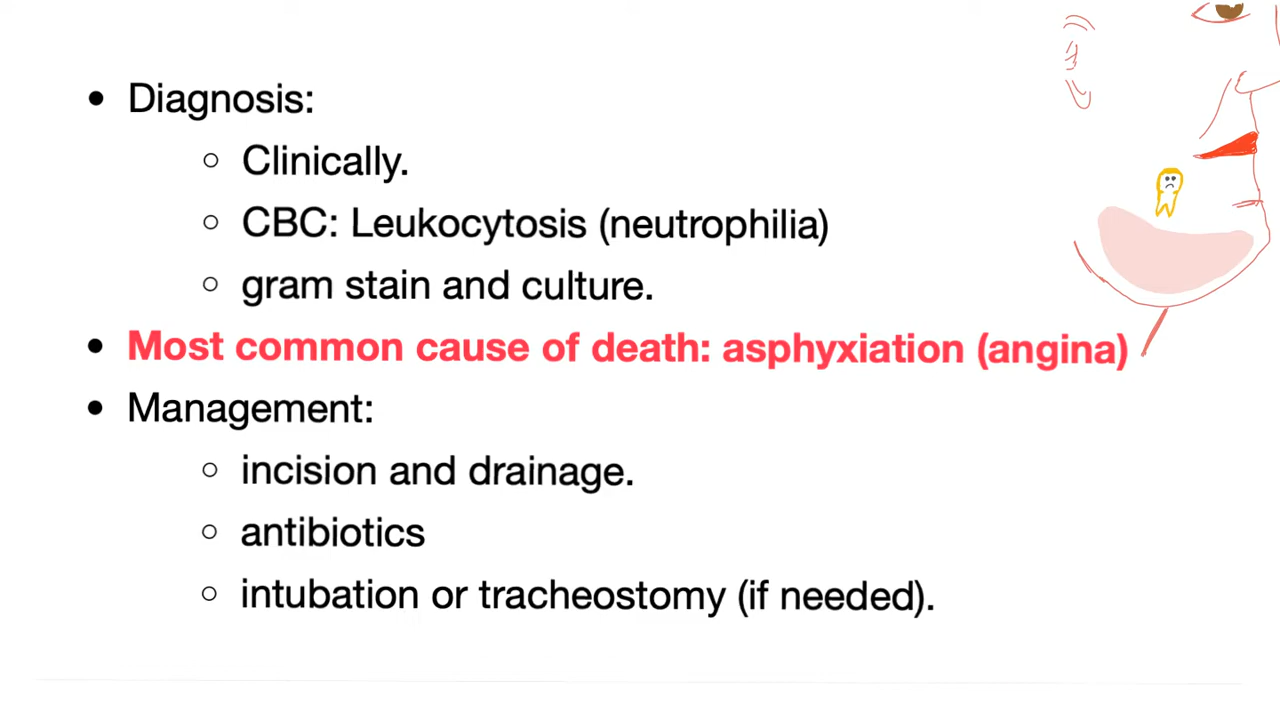 • Diagnosis:
○ Clinically.
○ CBC: Leukocytosis (neutrophilia)
○ gram stain and culture.
• Most common cause of death: asphyxiation (angina)
• Management:
○ incision and drainage.
○ antibiotics
○ intubation or tracheostomy (if needed).